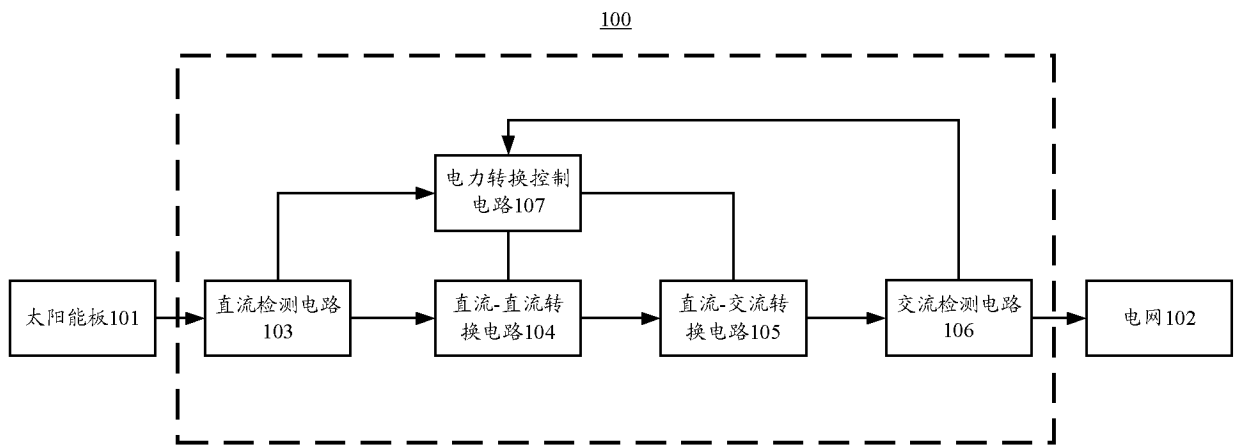 100
电力转换控制
电路107
太阳能板101
直流检测电路
103
直流-直流转
换电路104
直流-交流转
换电路105
交流检测电路
106
电网102